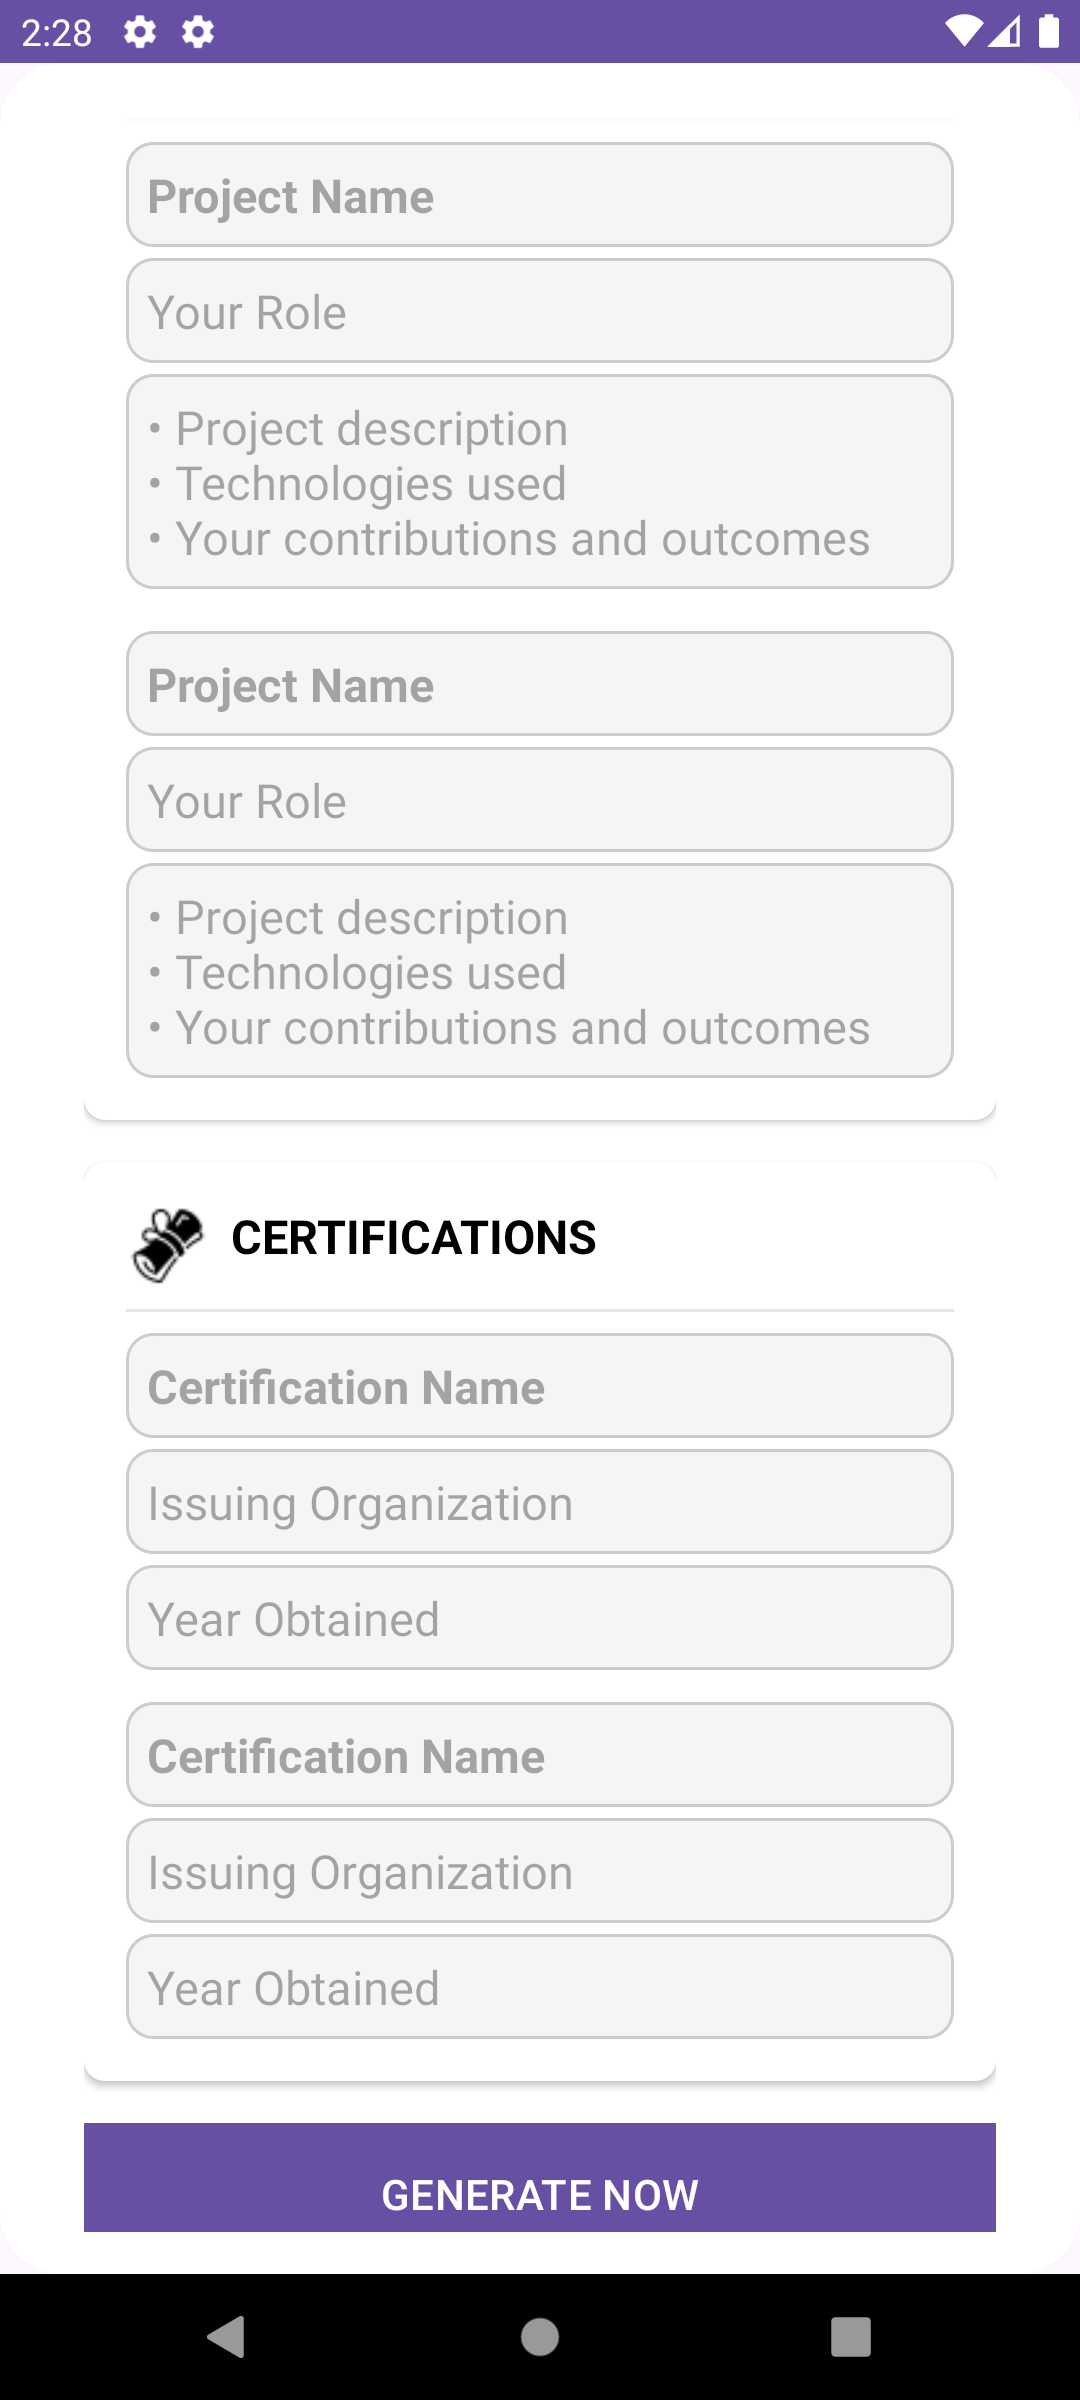 2:28
Project Name
Your Role
• Project description
• Technologies used
• Your contributions and outcomes
Project Name
Your Role
• Project description
• Technologies used
• Your contributions and outcomes
CERTIFICATIONS
Certification Name
Issuing Organization
Year Obtained
Certification Name
Issuing Organization
Year Obtained
GENERATE NOW